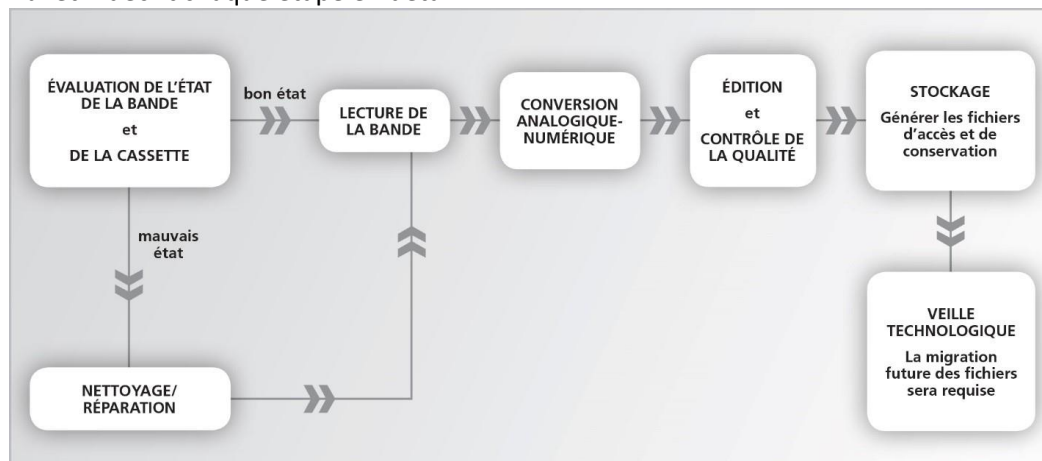 ÉVALUATION DE L'ÉTAT
DE LA BANDE
et
DE LA CASSETTE
bon état
LECTURE DE
LA BANDE
CONVERSION
ANALOGIQUE-
NUMÉRIQUE
ÉDITION
et
CONTRÔLE DE
LA QUALITÉ
STOCKAGE
Générer les fichiers
d'accès et de
conservation
mauvais
état
NETTOYAGE/
RÉPARATION
VEILLE
TECHNOLOGIQUE
La migration
future des fichiers
sera requise